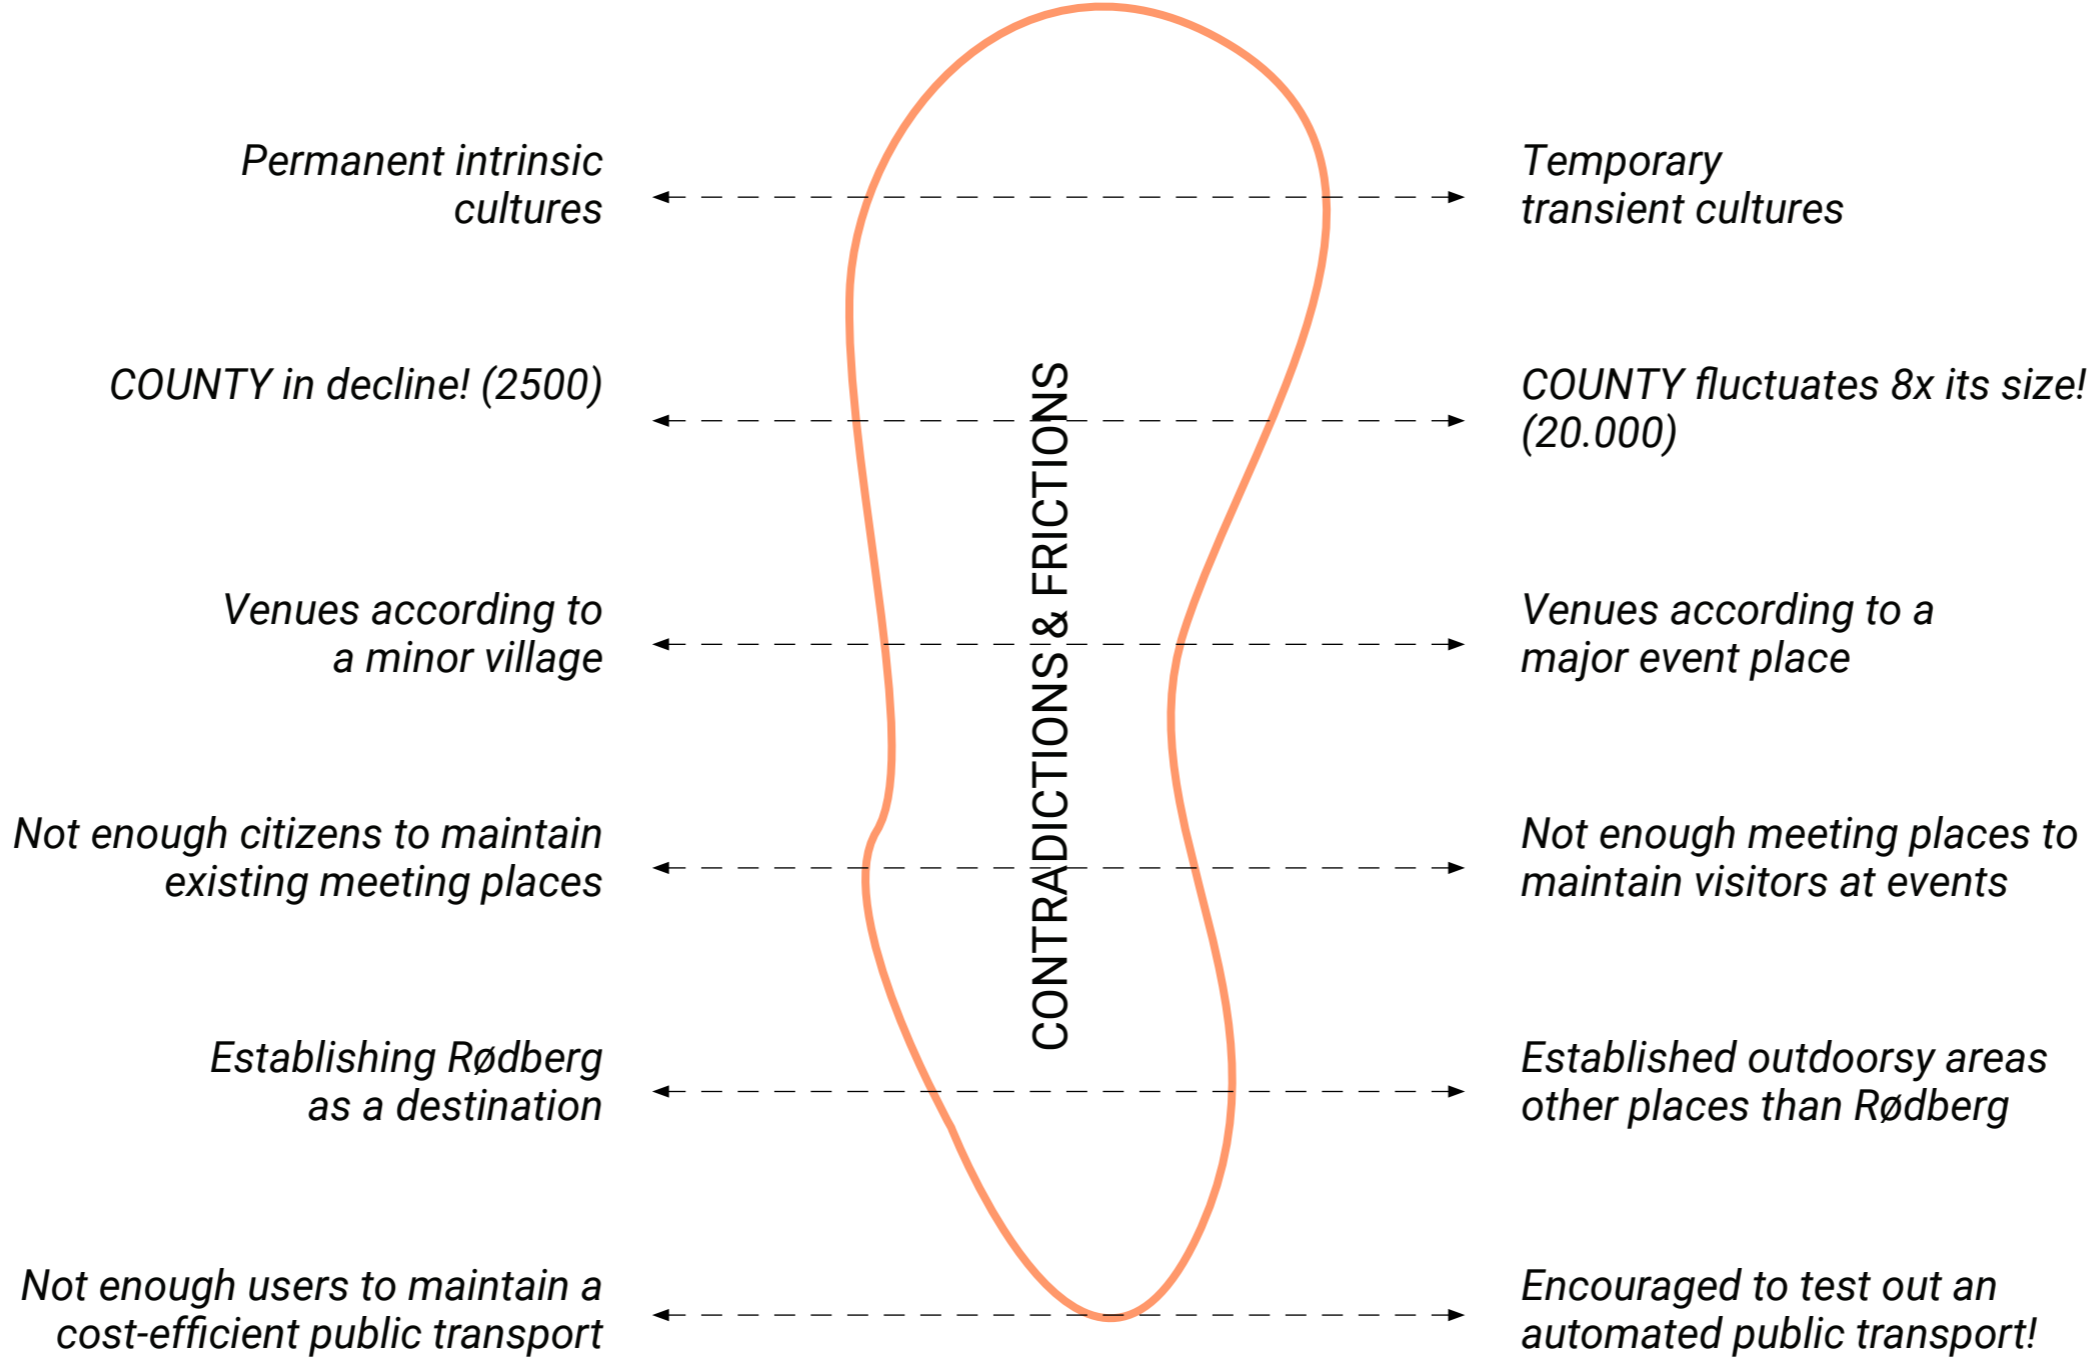 Permanent intrinsic
cultures
Temporary
transient cultures
COUNTY in decline! (2500)
COUNTY fluctuates 8x its size!
(20.000)
Venues according to
a minor village
Venues according to a
major event place
Not enough citizens to maintain
existing meeting places
Not enough meeting places to
maintain visitors at events
Establishing Rødberg
as a destination
Established outdoorsy areas
other places than Rødberg
Not enough users to maintain a
cost-efficient public transport
Encouraged to test out an
automated public transport!
CONTRADICTIONS & FRICTIONS